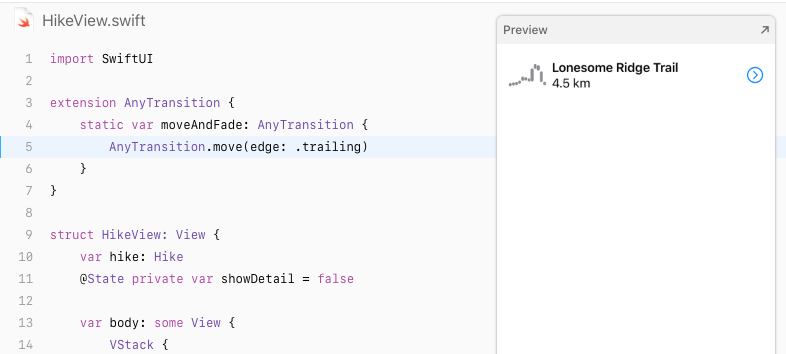 HikeView.swift
1 import SwiftUI
2
3 extension AnyTransition {
4 static var moveAndFade: AnyTransition {
5 AnyTransition.move(edge: .trailing)
6 }
7 }
8
9 struct HikeView: View {
10 var hike: Hike
11 @State private var showDetail = false
12
13 var body: some View {
14 VStack {
Preview
Lonesome Ridge Trail
4.5 km